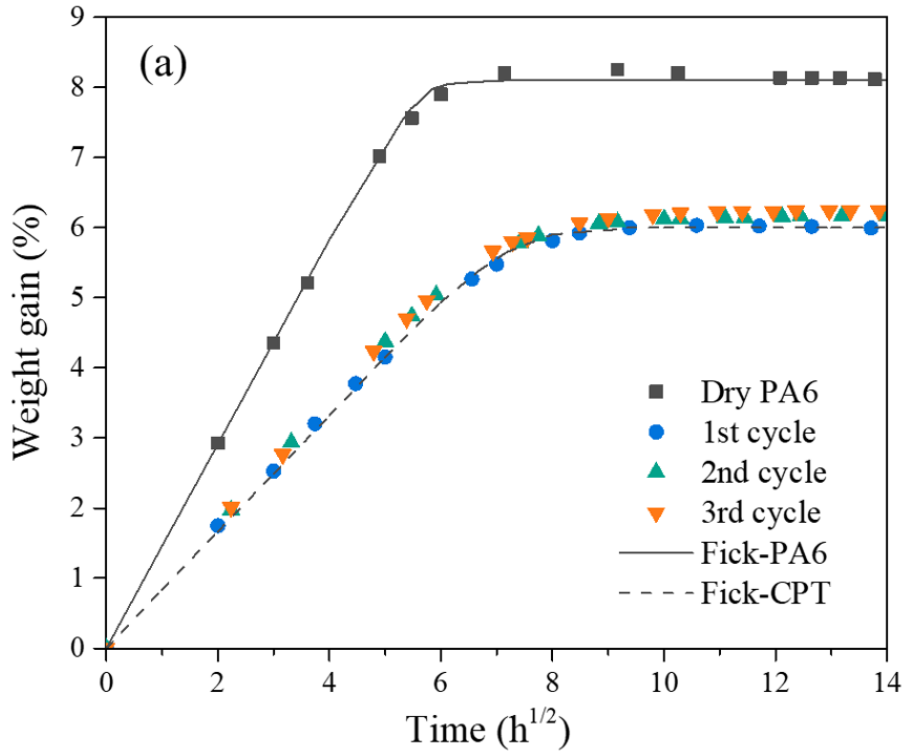 (a)
Weight gain (%)
9
8
7
6
5
4
3
2
1
0
Dry PA6
1st cycle
2nd cycle
3rd cycle
Fick-PA6
Fick-CPT
0 2 4 6 8 10 12 14
Time (h^{1/2})